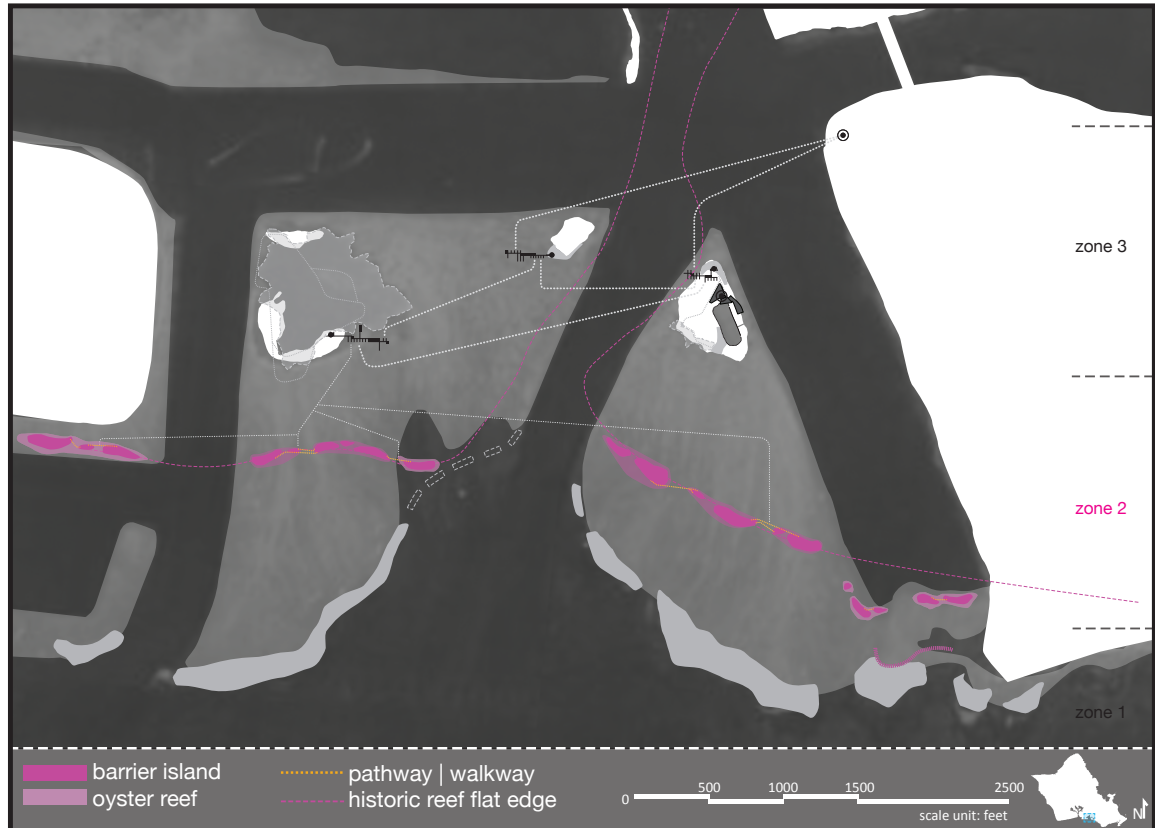 zone 3
zone 2
zone 1
barrier island
oyster reef
pathway | walkway
historic reef flat edge
0 500 1000 1500 2500
scale unit: feet
N